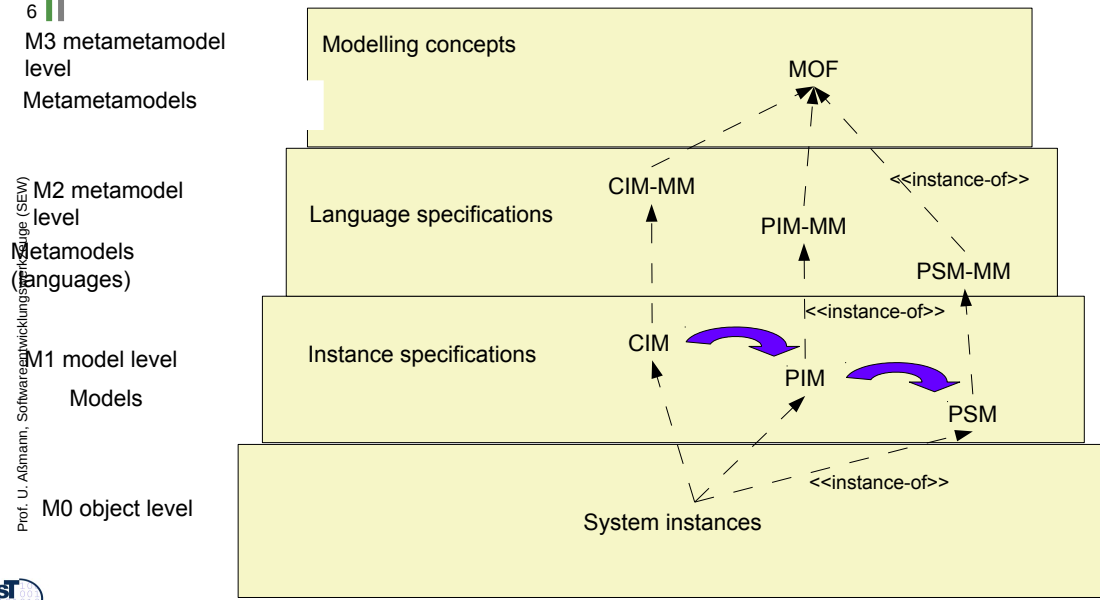 6
M3 metametamodel
level
Metametamodels
Modelling concepts
MOF
M2 metamodel
level
Metamodels
(languages)
Language specifications
CIM-MM
PIM-MM
PSM-MM
<<instance-of>>
M1 model level
Models
Instance specifications
CIM
PIM
PSM
<<instance-of>>
M0 object level
System instances
<<instance-of>>
Prof. U. Aßmann, Softwareentwicklungswerkzeuge (SEW)